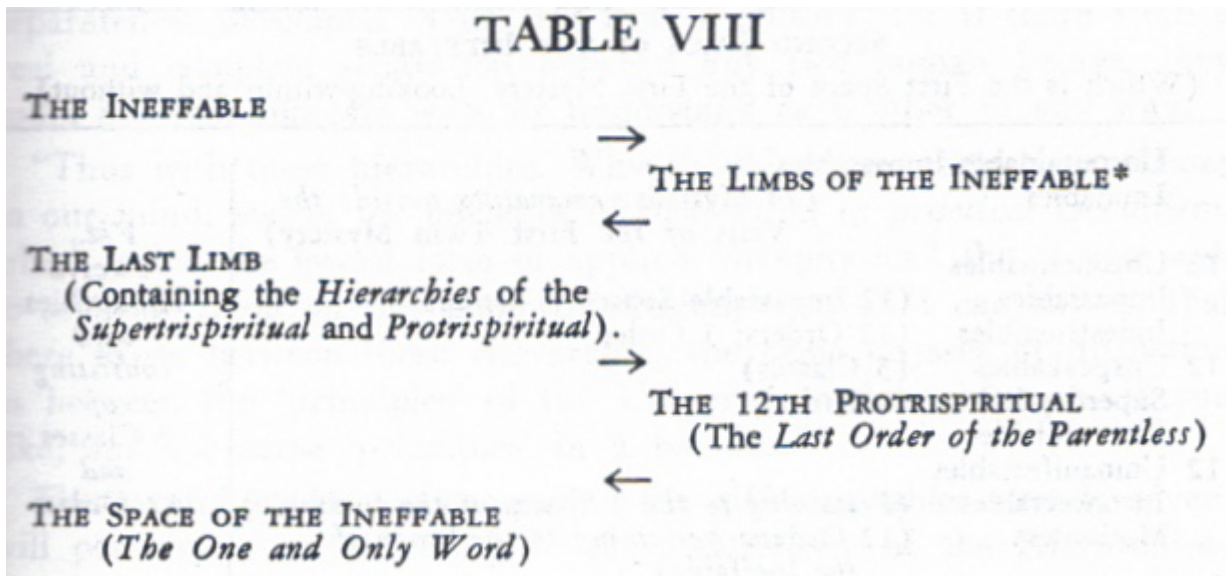 TABLE VIII
THE INEFFABLE
→
THE LIMBS OF THE INEFFABLE*
←
THE LAST LIMB
(Containing the Hierarchies of the
Supertrispiritual and Protrispiritual).
→
THE 12TH PROTRISPIRITUAL
(The Last Order of the Parentless)
←
THE SPACE OF THE INEFFABLE
(The One and Only Word)